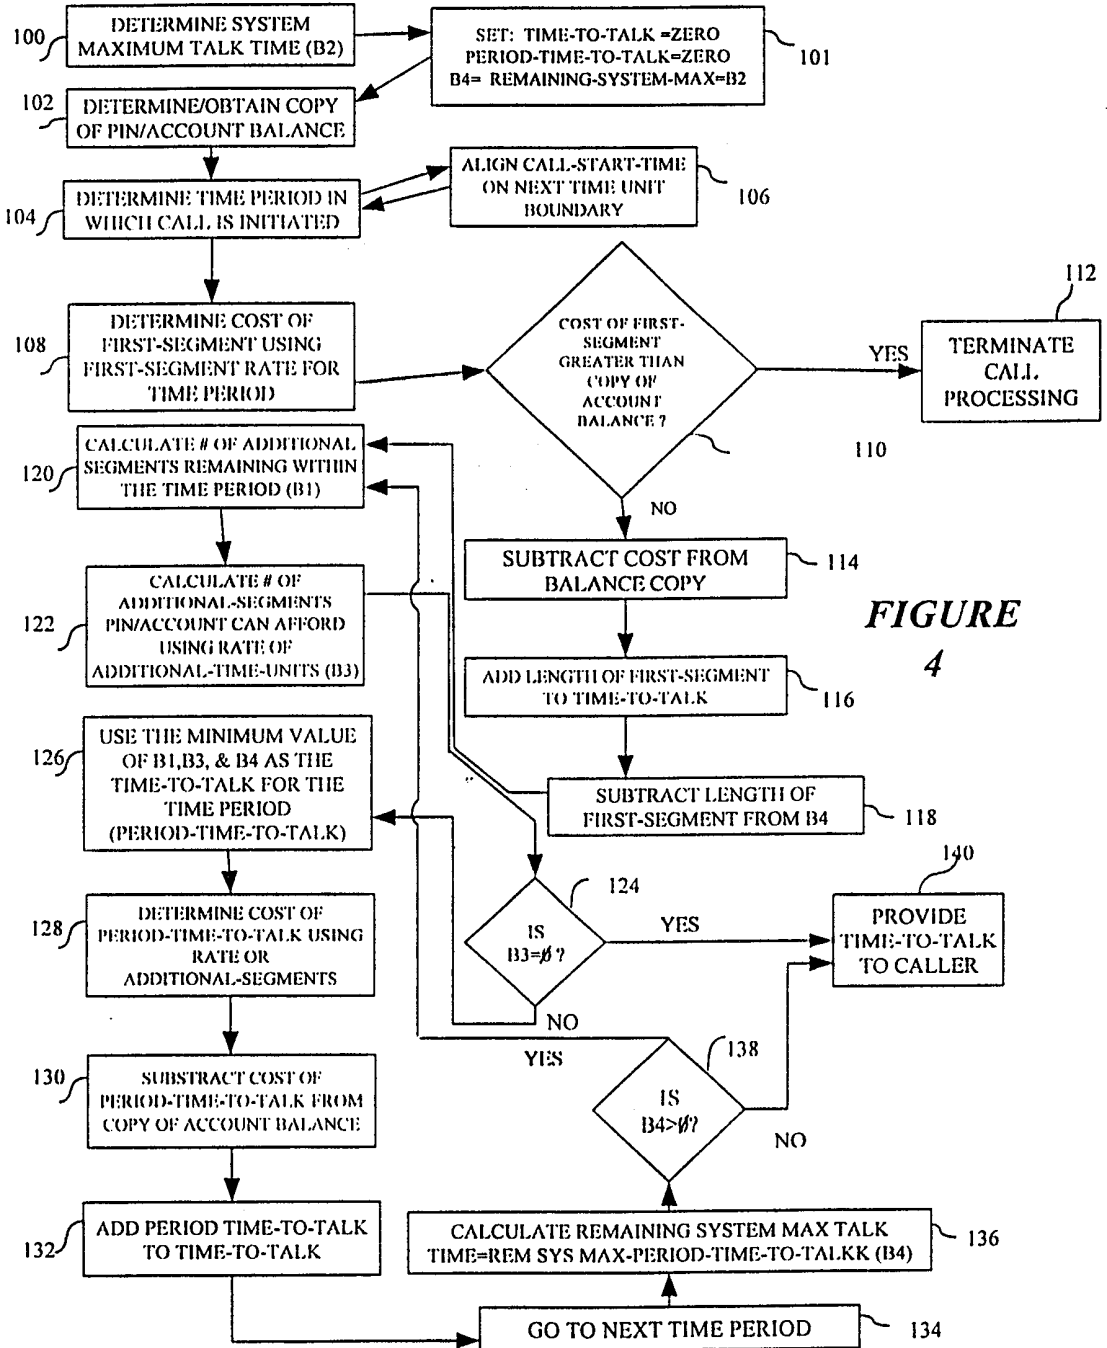 100
DETERMINE SYSTEM
MAXIMUM TALK TIME (B2)
SET: TIME-TO-TALK =ZERO
PERIOD-TIME-TO-TALK=ZERO
B4= REMAINING-SYSTEM-MAX=B2
101
102
DETERMINE/OBTAIN COPY
OF PIN/ACCOUNT BALANCE
104
DETERMINE TIME PERIOD IN
WHICH CALL IS INITIATED
ALIGN CALL-START-TIME
ON NEXT TIME UNIT
BOUNDARY
106
108
DETERMINE COST OF
FIRST-SEGMENT USING
FIRST-SEGMENT RATE FOR
TIME PERIOD
COST OF FIRST-
SEGMENT
GREATER THAN
COPY OF
ACCOUNT
BALANCE ?
110
YES
NO
112
TERMINATE
CALL
PROCESSING
SUBTRACT COST FROM
BALANCE COPY
114
ADD LENGTH OF FIRST-SEGMENT
TO TIME-TO-TALK
116
SUBTRACT LENGTH OF
FIRST-SEGMENT FROM B4
118
FIGURE
4
120
CALCULATE # OF ADDITIONAL
SEGMENTS REMAINING WITHIN
THE TIME PERIOD (B1)
122
CALCULATE # OF
ADDITIONAL-SEGMENTS
PIN/ACCOUNT CAN AFFORD
USING RATE OF
ADDITIONAL-TIME-UNITS (B3)
124
IS
B3=Ø ?
YES
NO
126
USE THE MINIMUM VALUE
OF B1,B3, & B4 AS THE
TIME-TO-TALK FOR THE
TIME PERIOD
(PERIOD-TIME-TO-TALK)
128
DETERMINE COST OF
PERIOD-TIME-TO-TALK USING
RATE OR
ADDITIONAL-SEGMENTS
130
SUBSTRACT COST OF
PERIOD-TIME-TO-TALK FROM
COPY OF ACCOUNT BALANCE
132
ADD PERIOD TIME-TO-TALK
TO TIME-TO-TALK
GO TO NEXT TIME PERIOD
134
CALCULATE REMAINING SYSTEM MAX TALK
TIME=REM SYS MAX-PERIOD-TIME-TO-TALKK (B4)
136
138
IS
B4>Ø?
YES
NO
140
PROVIDE
TIME-TO-TALK
TO CALLER